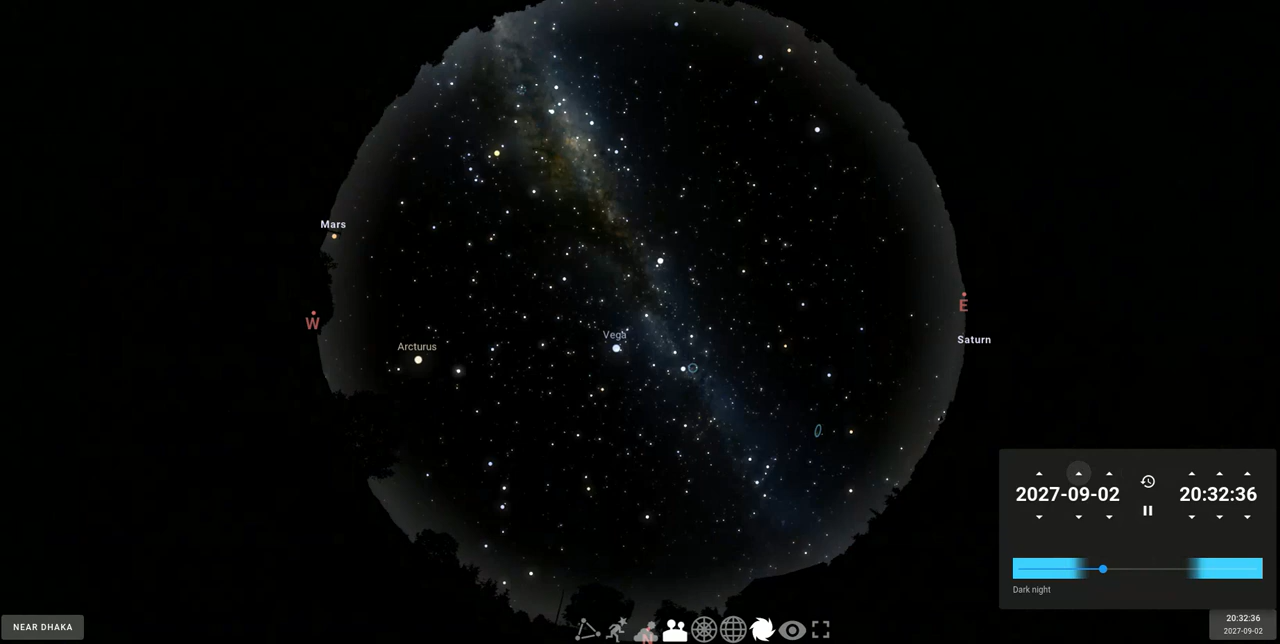 Mars
W
E
Vega
Saturn
Arcturus
2027-09-02 20:32:36
Dark night
NEAR DHAKA
N
20:32:36
2027-09-02